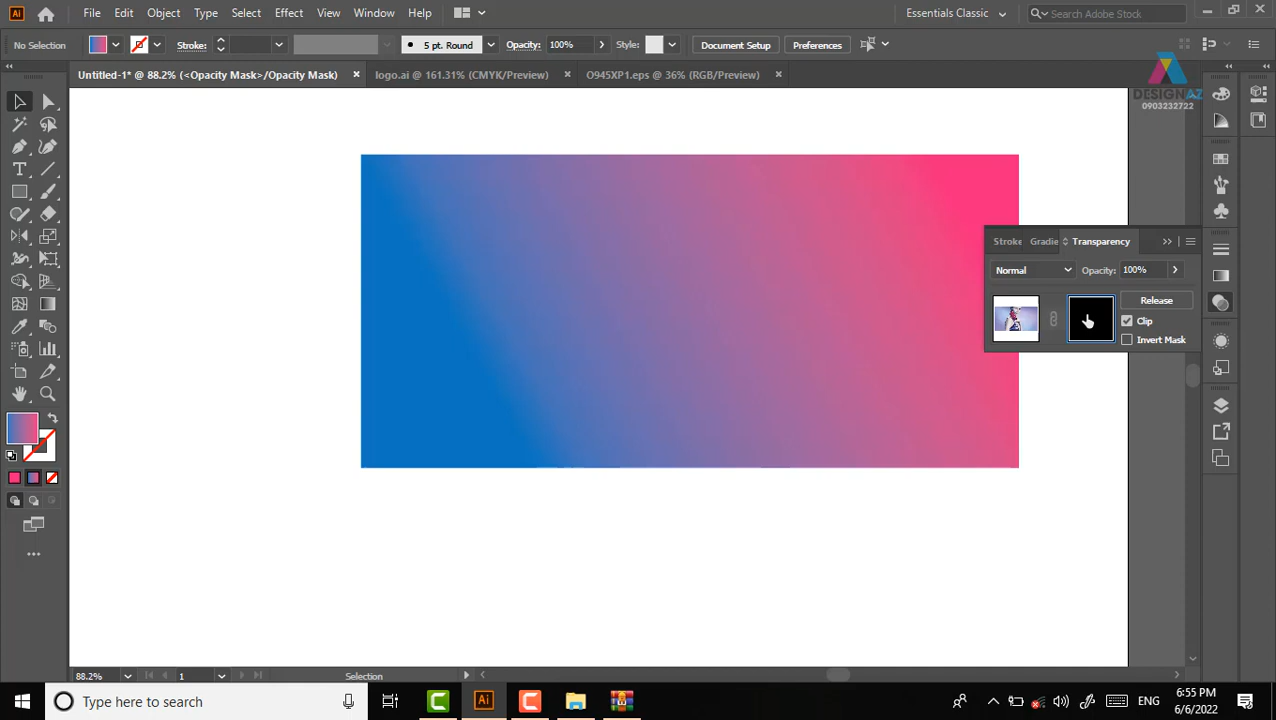 Ai File Edit Object Type Select Effect View Window Help Essentials Classic Search Adobe Stock
No Selection Stroke: 5 pt. Round Opacity: 100% Style: Document Setup Preferences
Untitled-1* @ 88.2% (<Opacity Mask>/Opacity Mask) × logo.ai @ 161.31% (CMYK/Preview) × O945XP1.eps @ 36% (RGB/Preview) ×
DESIGNAZ
0903232722
Stroke Gradie Transparency
Normal Opacity: 100%
Release
Clip
Invert Mask
88.2% 1 Selection
Type here to search Ai ENG 6:55 PM
6/6/2022